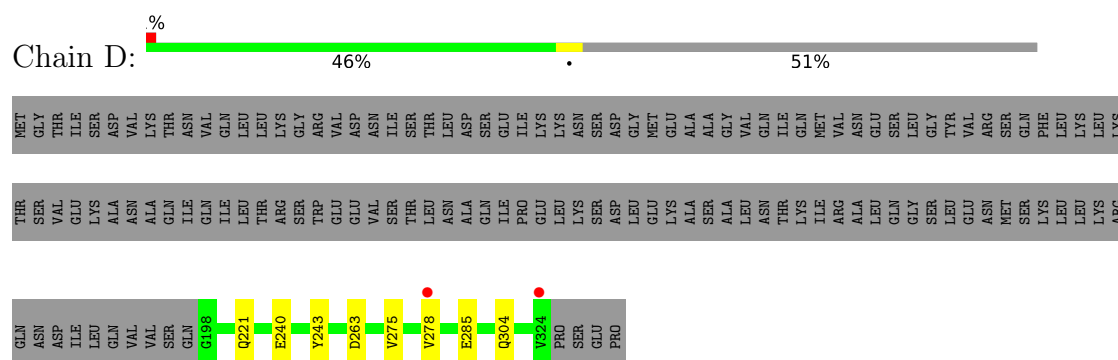 .%
Chain D:
46%
•
51%
MET GLY THR ILE SER ASP VAL LYS THR ASN VAL GLN LEU LEU LYS GLY ARG VAL ASP ASN ILE SER THR LEU ASP SER GLU ILE LYS LYS ASN SER ASP GLY MET GLU ALA ALA GLY VAL GLN ILE GLN MET VAL ASN GLU SER LEU GLY TYR VAL ARG SER GLN PHE LEU LYS LEU LYS
THR SER VAL GLU LYS ALA ASN ALA GLN ILE GLN ILE LEU THR ARG SER TRP GLU GLU VAL SER THR LEU ASN ALA GLN ILE PRO GLU LEU LYS SER ASP LEU GLU LYS ALA SER ALA LEU ASN THR LYS ILE ARG ALA LEU GLN GLY SER LEU GLU ASN MET SER LYS LEU LEU LYS
GLN ASN ASP ILE LEU GLN VAL VAL SER GLN G198 Q221 E240 Y243 D263 V275 V278 E285 Q304 V324 PRO SER GLU PRO